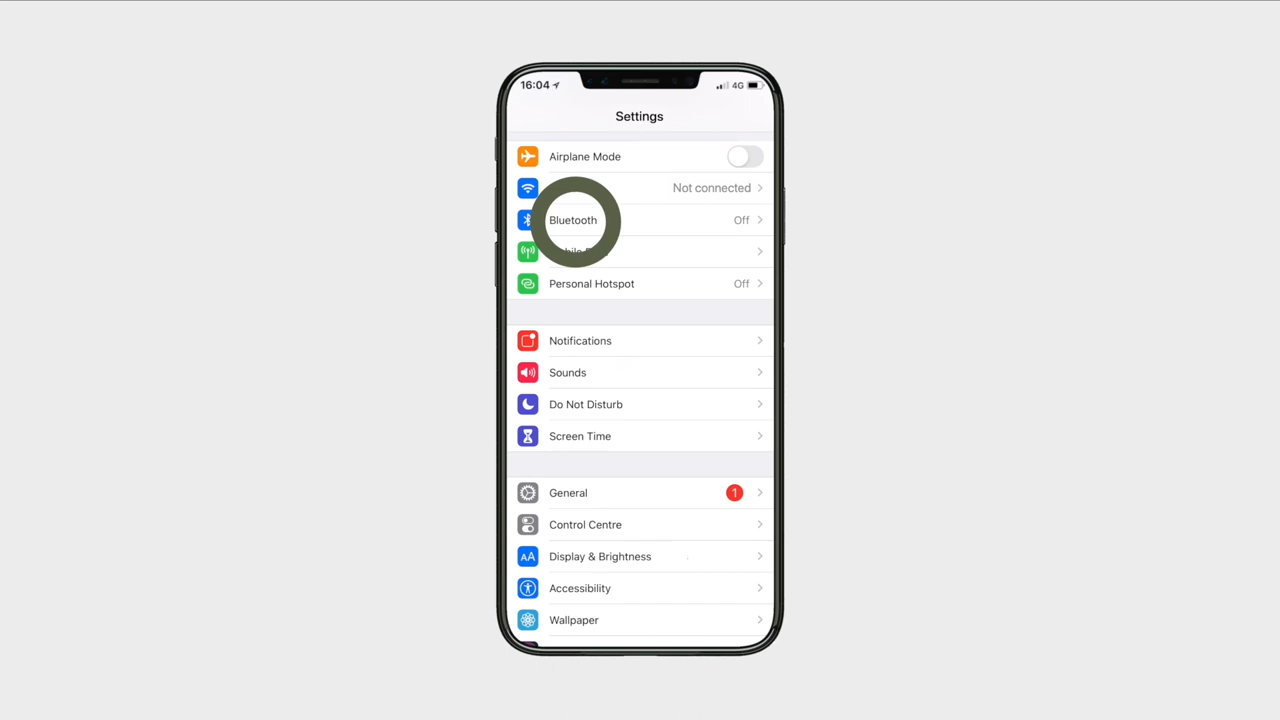 16:04
4G
Settings
Airplane Mode
Not connected
Bluetooth Off
Personal Hotspot Off
Notifications
Sounds
Do Not Disturb
Screen Time
General 1
Control Centre
AA Display & Brightness
Accessibility
Wallpaper